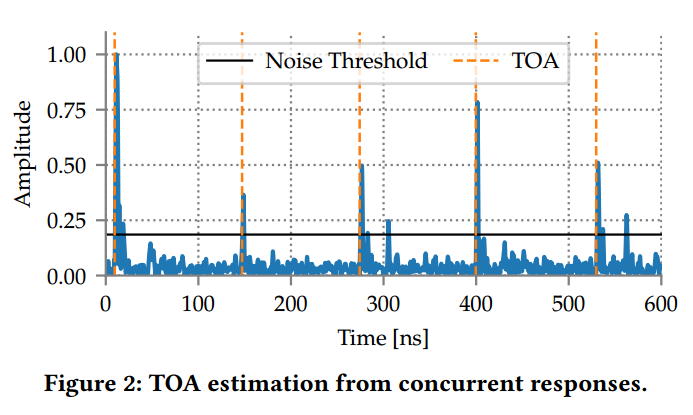 Noise Threshold TOA
Amplitude
1.00
0.75
0.50
0.25
0.00
0 100 200 300 400 500 600
Time [ns]
Figure 2: TOA estimation from concurrent responses.